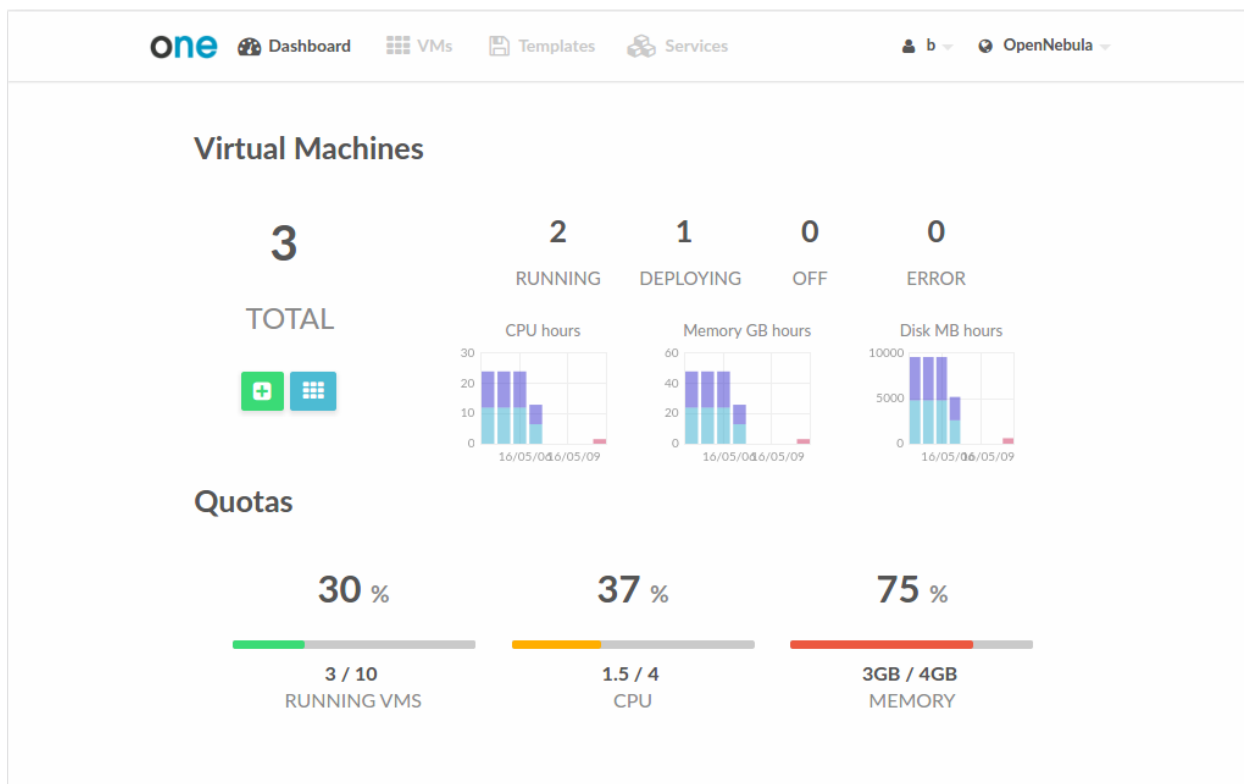 one Dashboard VMs Templates Services b OpenNebula
Virtual Machines
3
TOTAL
2 1 0 0
RUNNING DEPLOYING OFF ERROR
CPU hours Memory GB hours Disk MB hours
30 60 10000
20 40 5000
10 20 0
0 0
16/05/06 16/05/09 16/05/06 16/05/09 16/05/06 16/05/09
Quotas
30 % 37 % 75 %
3 / 10 1.5 / 4 3GB / 4GB
RUNNING VMS CPU MEMORY